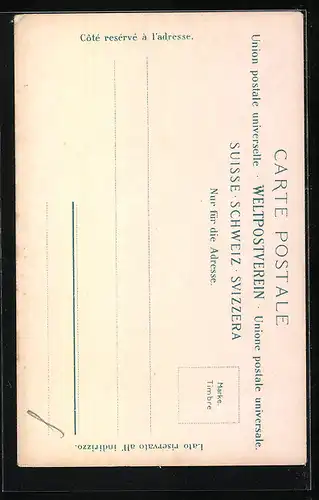 CARTE POSTALE
Union postale universelle · WELTPOSTVEREIN · Unione postale universale.
SUISSE · SCHWEIZ · SVIZZERA
Nur für die Adresse.
Côté reservé à l'adresse.
Marke.
Timbre
Lato riservato all' indirizzo.